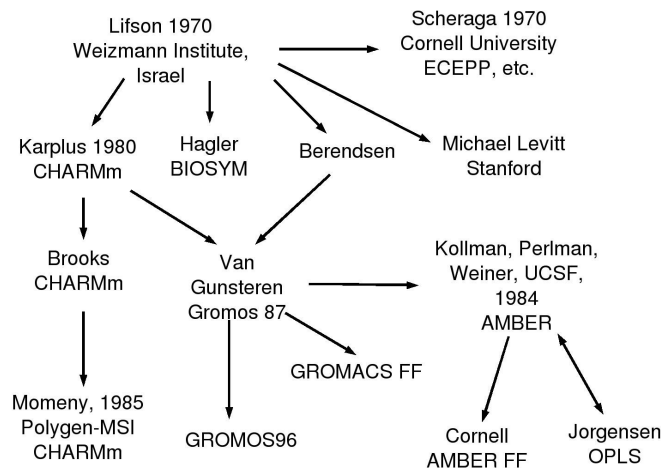 Lifson 1970
Weizmann Institute,
Israel
Scheraga 1970
Cornell University
ECEPP, etc.
Karplus 1980
CHARMm
Hagler
BIOSYM
Berendsen
Michael Levitt
Stanford
Brooks
CHARMm
Van
Gunsteren
Gromos 87
Kollman, Perlman,
Weiner, UCSF,
1984
AMBER
GROMACS FF
Momeny, 1985
Polygen-MSI
CHARMm
GROMOS96
Cornell
AMBER FF
Jorgensen
OPLS